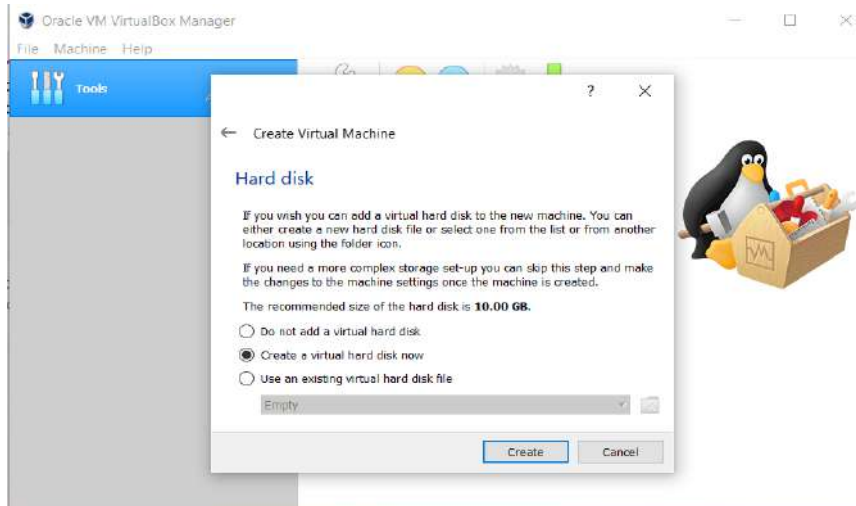 Oracle VM VirtualBox Manager
File Machine Help
Tools
?
Create Virtual Machine
Hard disk
If you wish you can add a virtual hard disk to the new machine. You can
either create a new hard disk file or select one from the list or from another
location using the folder icon.
If you need a more complex storage set-up you can skip this step and make
the changes to the machine settings once the machine is created.
The recommended size of the hard disk is 10.00 GB.
Do not add a virtual hard disk
Create a virtual hard disk now
Use an existing virtual hard disk file
Empty
Create Cancel